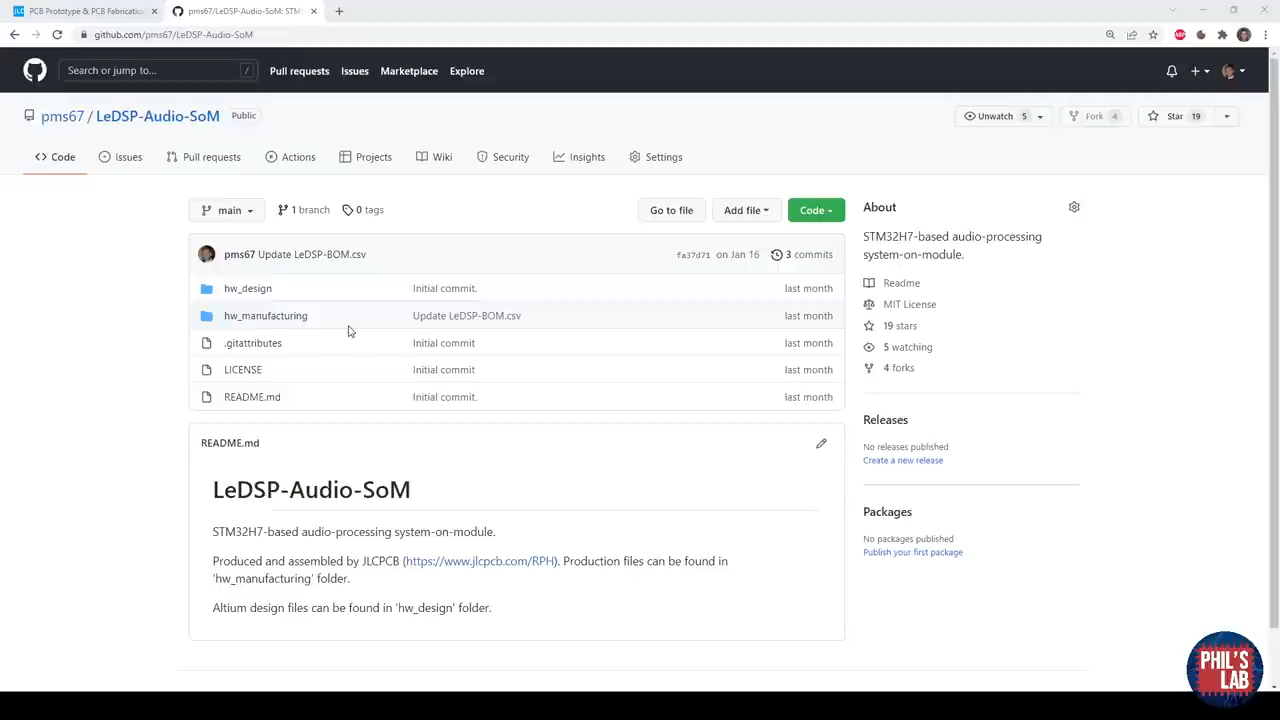 PCB Prototype & PCB Fabricatio
pms67/LeDSP-Audio-SoM: STM
github.com/pms67/LeDSP-Audio-SoM
Search or jump to...
/
Pull requests
Issues
Marketplace
Explore
pms67 / LeDSP-Audio-SoM
Public
Unwatch 5
Fork 4
Star 19
Code
Issues
Pull requests
Actions
Projects
Wiki
Security
Insights
Settings
main
1 branch
0 tags
Go to file
Add file
Code
pms67 Update LeDSP-BOM.csv
fa37d71 on Jan 16
3 commits
hw_design Initial commit. last month
hw_manufacturing Update LeDSP-BOM.csv last month
.gitattributes Initial commit last month
LICENSE Initial commit last month
README.md Initial commit. last month
README.md
LeDSP-Audio-SoM
STM32H7-based audio-processing system-on-module.
Produced and assembled by JLCPCB (https://www.jlcpcb.com/RPH). Production files can be found in
'hw_manufacturing' folder.
Altium design files can be found in 'hw_design' folder.
About
STM32H7-based audio-processing
system-on-module.
Readme
MIT License
19 stars
5 watching
4 forks
Releases
No releases published
Create a new release
Packages
No packages published
Publish your first package
PHIL'S
LAB